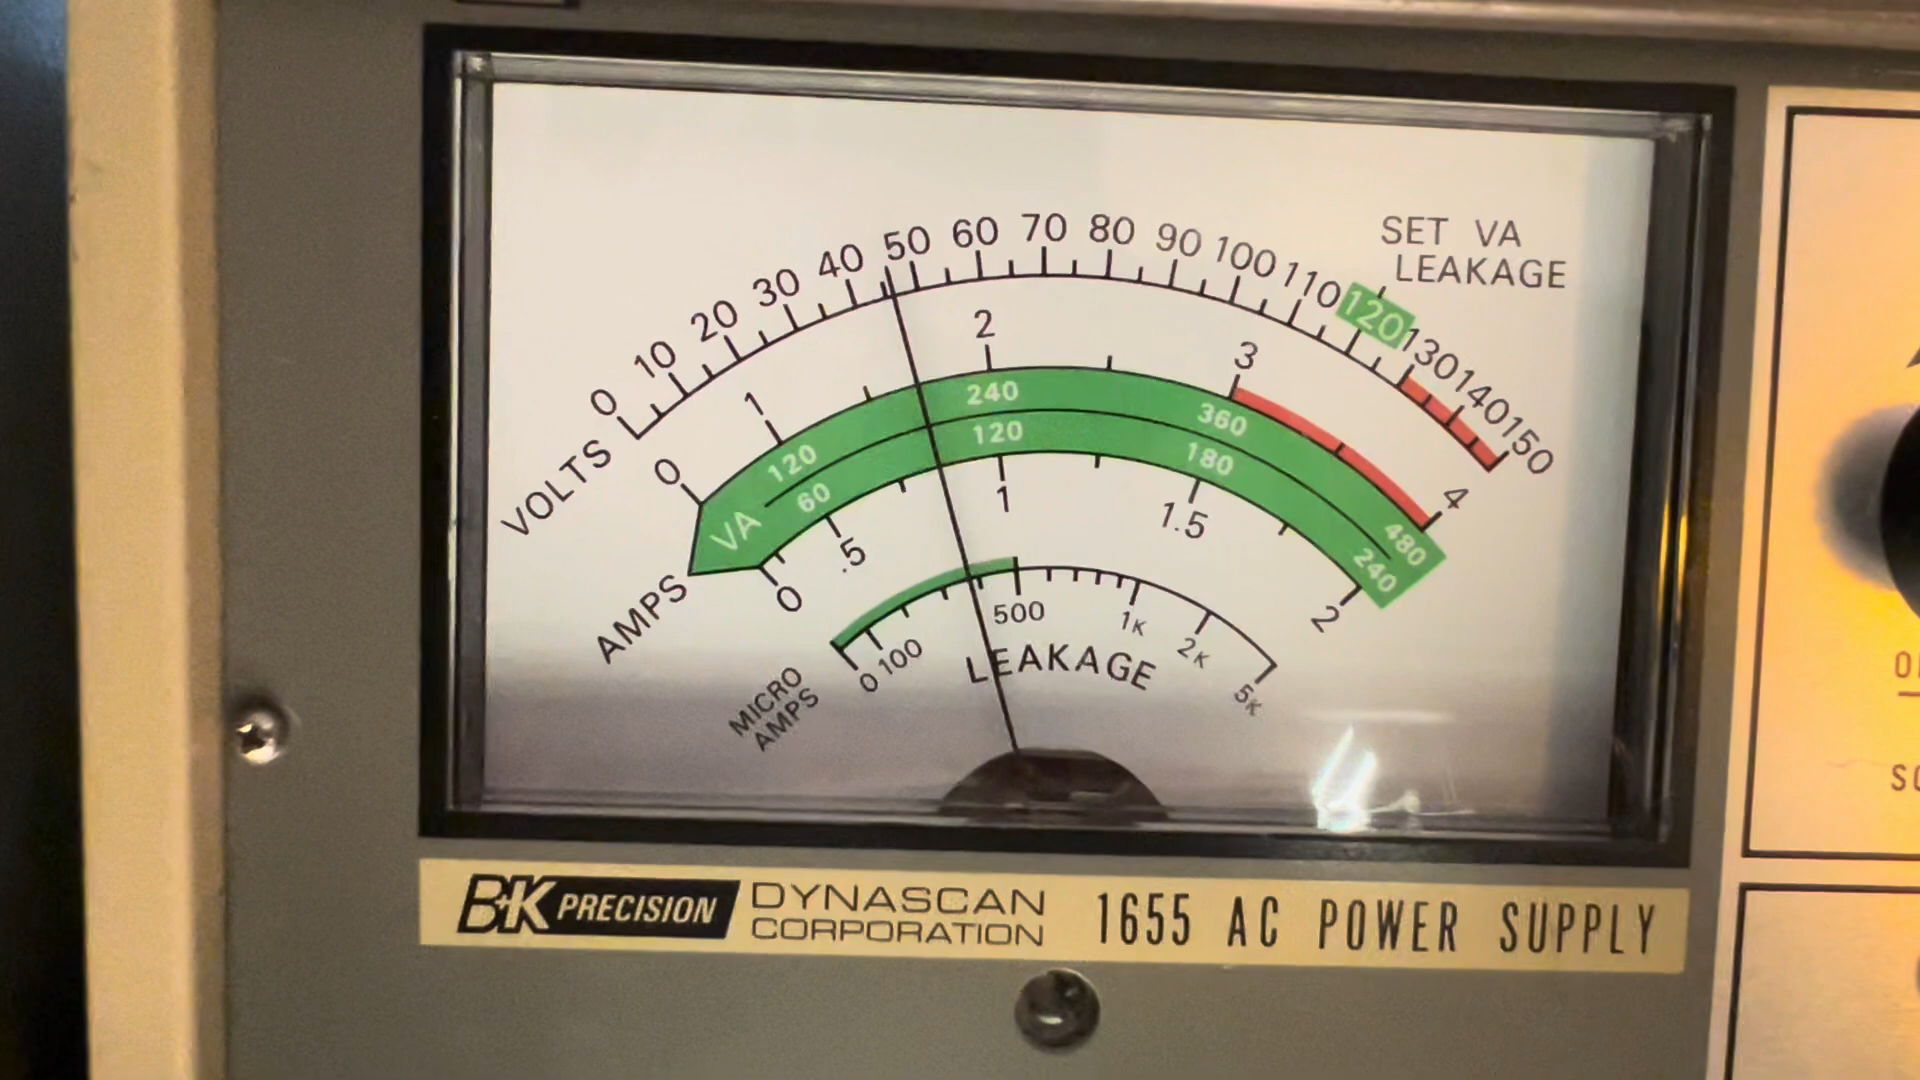 SET VA
LEAKAGE
0 10 20 30 40 50 60 70 80 90 100 110 120 130 140 150
VOLTS
0 1 2 3 4
120 240 360 480
VA
60 120 180 240
AMPS
0 .5 1 1.5 2
0 100 500 1K 2K 5K
MICRO
AMPS
LEAKAGE
B+K PRECISION
DYNASCAN
CORPORATION
1655 AC POWER SUPPLY